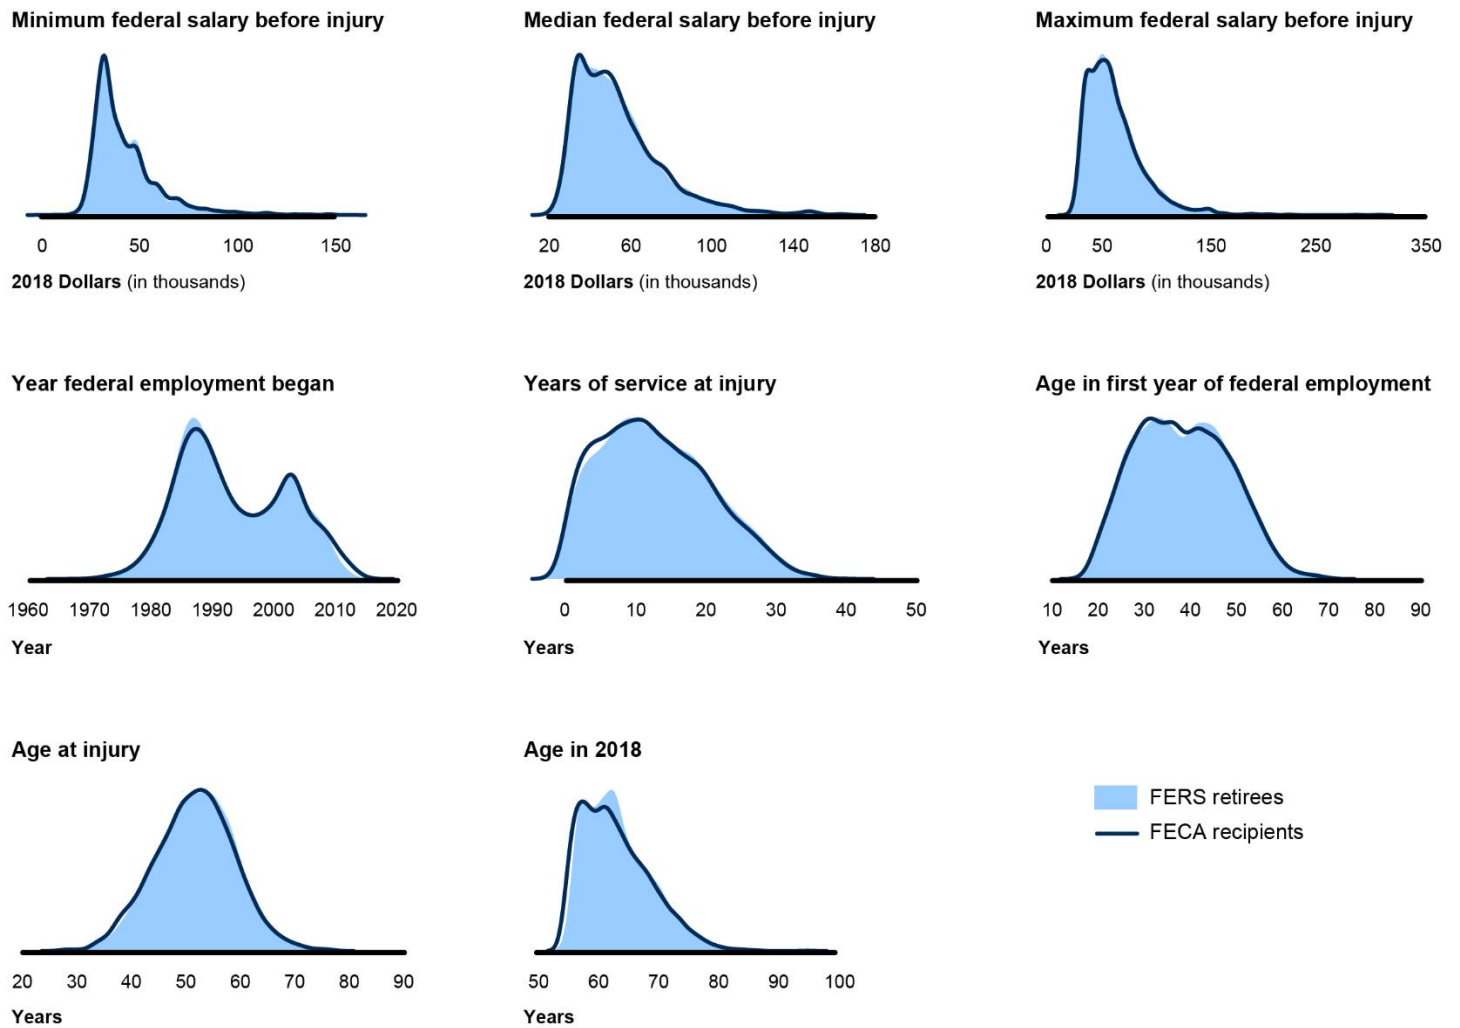 Minimum federal salary before injury
0 50 100 150
2018 Dollars (in thousands)
Median federal salary before injury
20 60 100 140 180
2018 Dollars (in thousands)
Maximum federal salary before injury
0 50 150 250 350
2018 Dollars (in thousands)
Year federal employment began
1960 1970 1980 1990 2000 2010 2020
Year
Years of service at injury
0 10 20 30 40 50
Years
Age in first year of federal employment
10 20 30 40 50 60 70 80 90
Years
Age at injury
20 30 40 50 60 70 80 90
Years
Age in 2018
50 60 70 80 90 100
Years
FERS retirees
FECA recipients